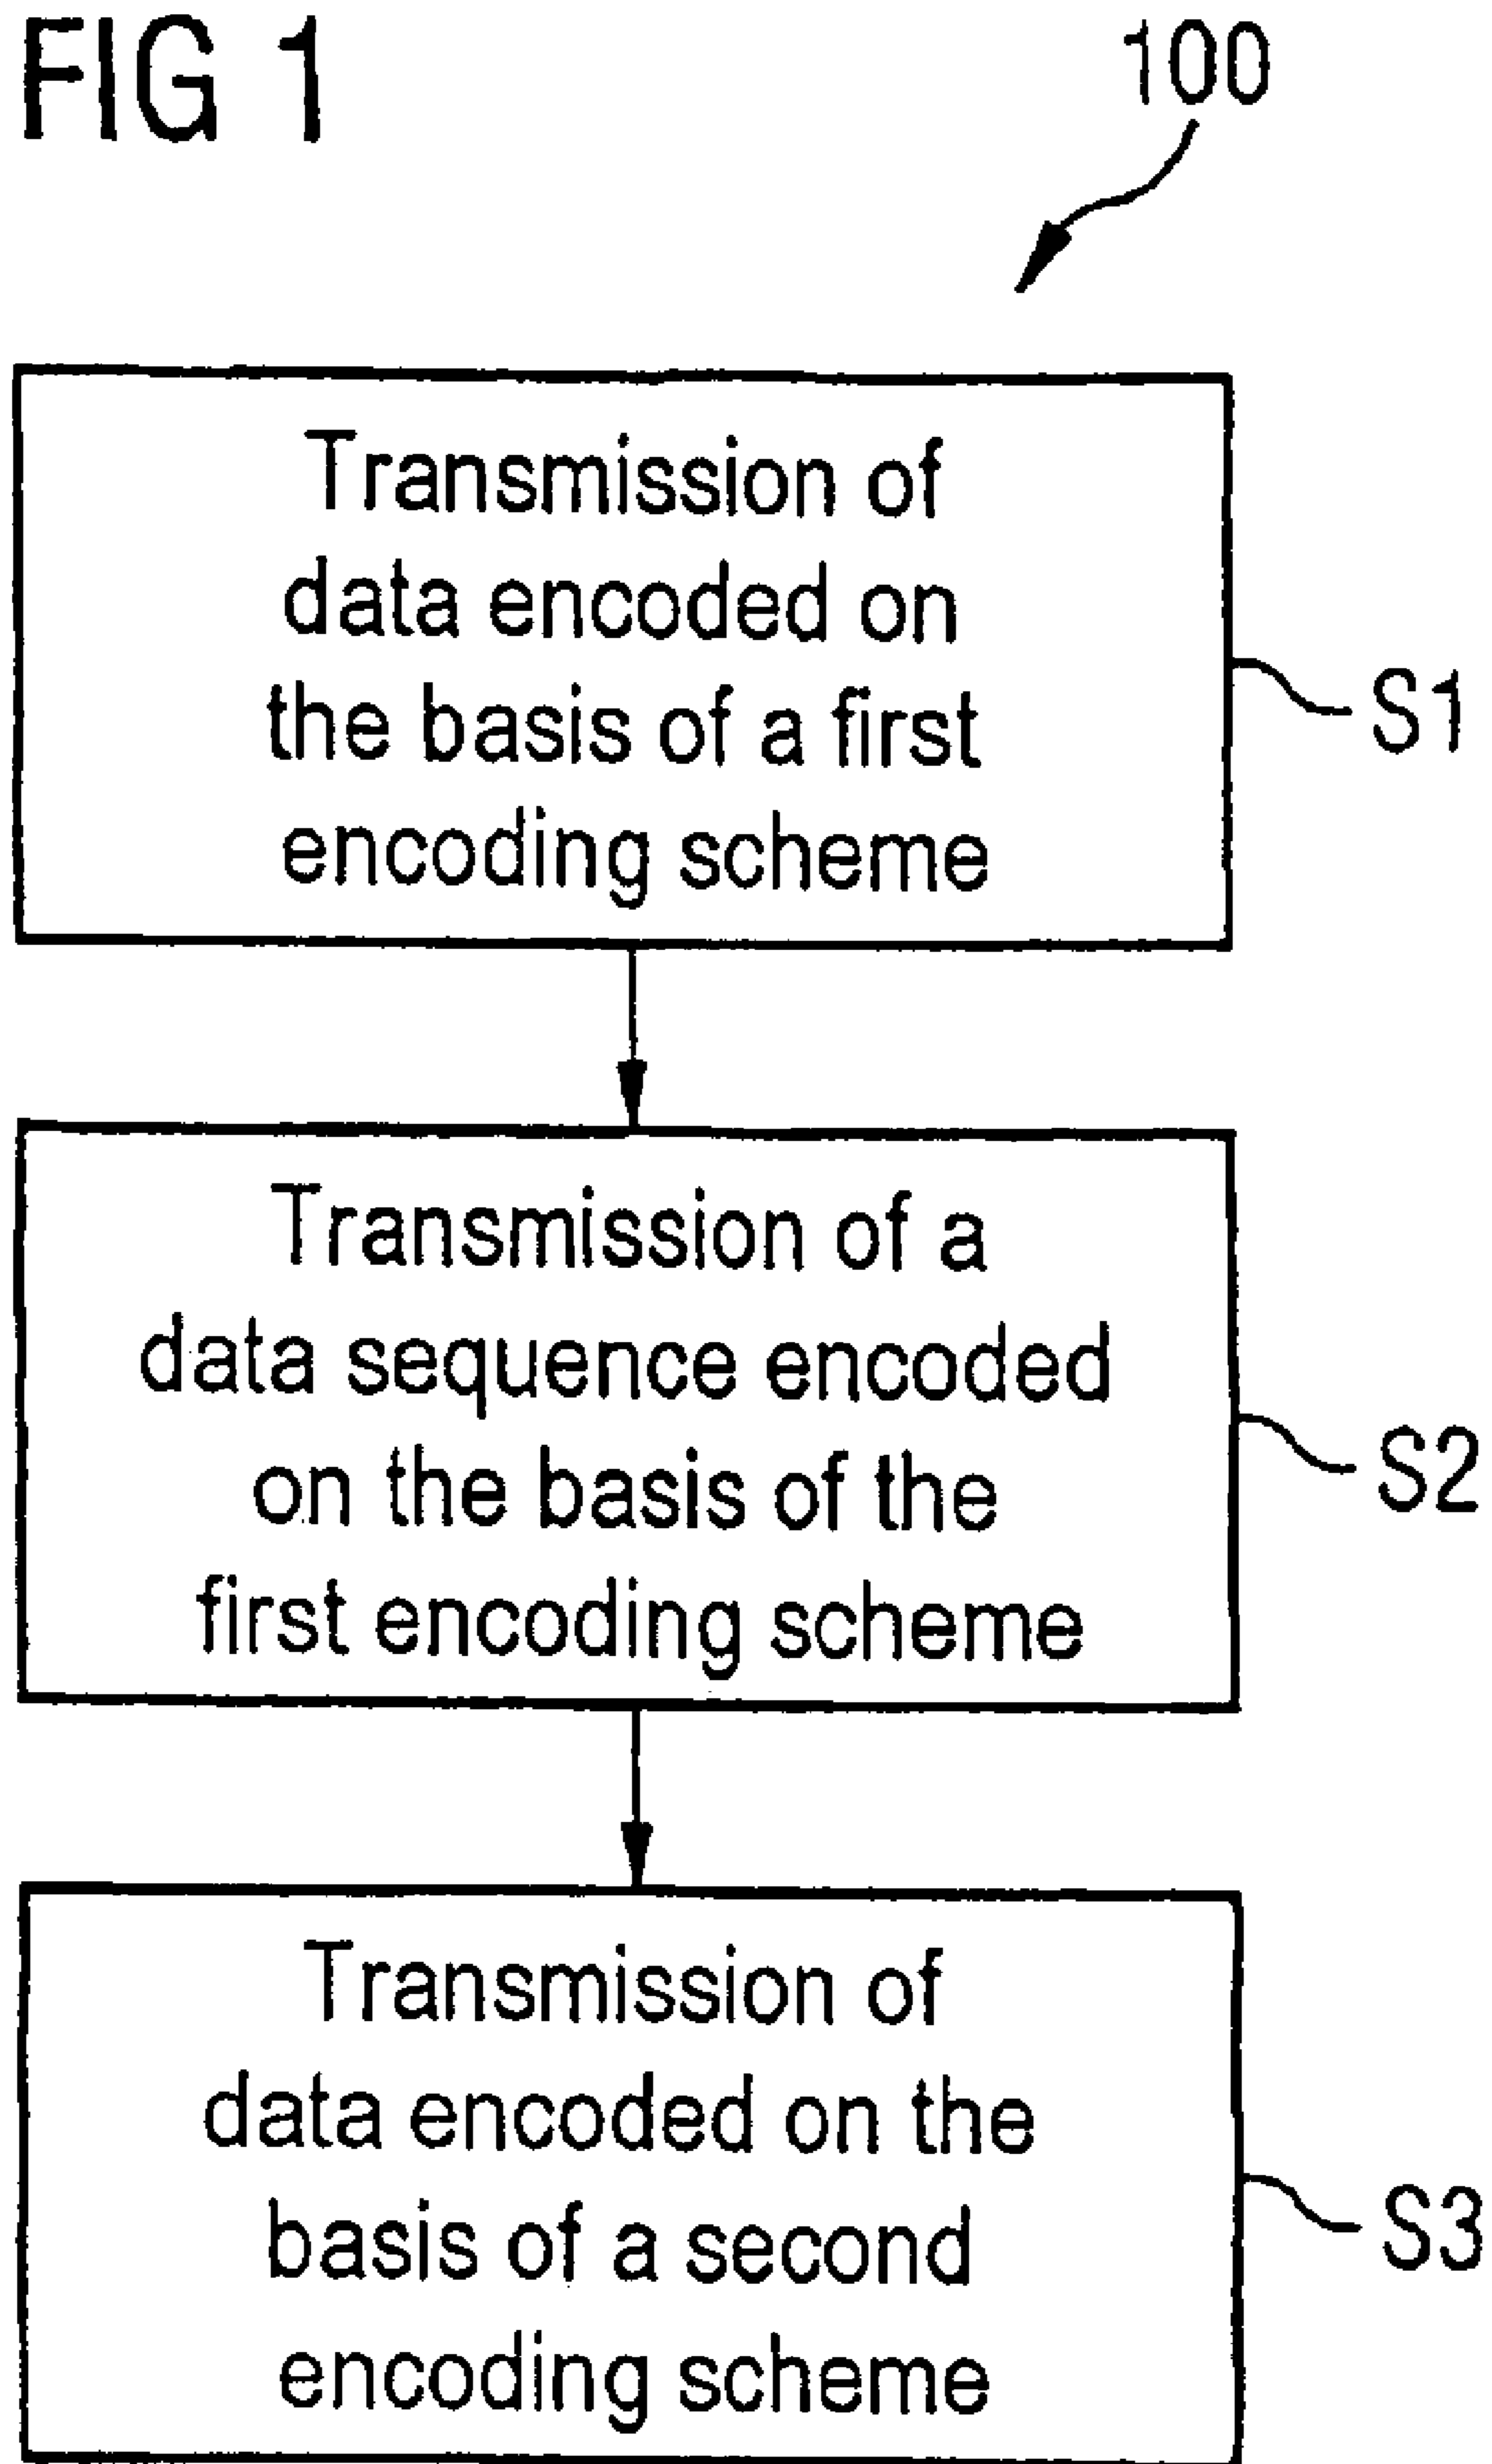 FIG 1
100
Transmission of
data encoded on
the basis of a first
encoding scheme
S1
Transmission of a
data sequence encoded
on the basis of the
first encoding scheme
S2
Transmission of
data encoded on the
basis of a second
encoding scheme
S3